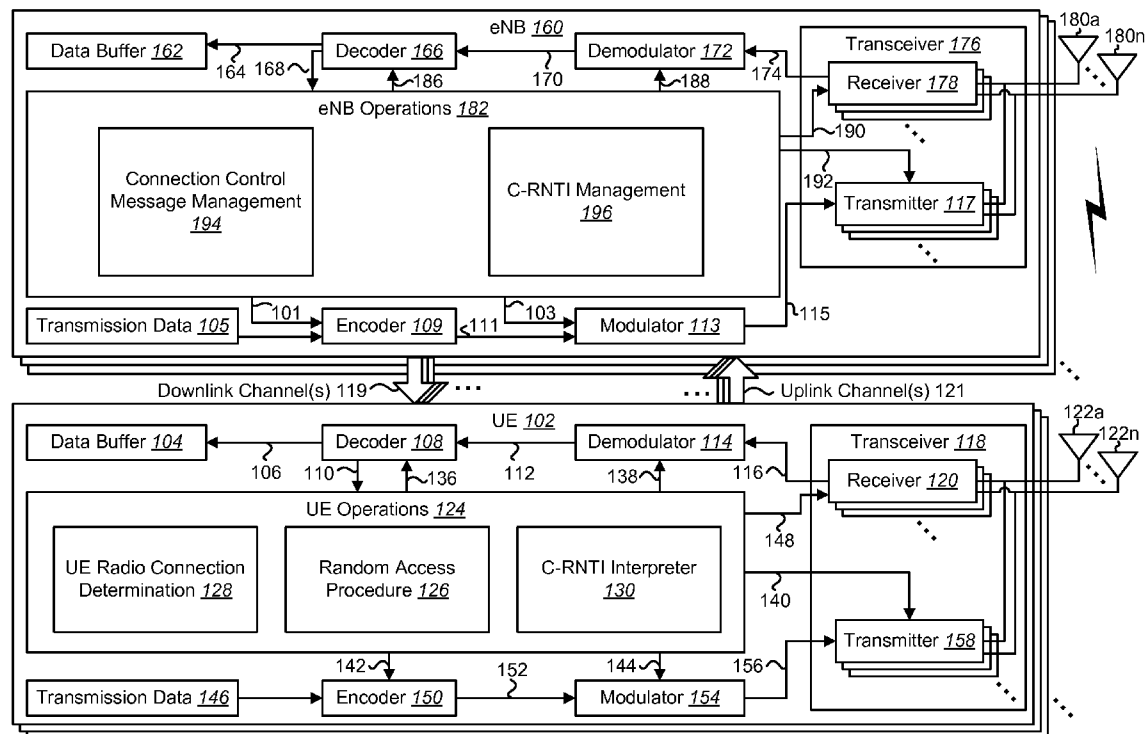 eNB 160
180a
180n
Data Buffer 162
164
168
Decoder 166
186
170
Demodulator 172
188
174
Transceiver 176
Receiver 178
eNB Operations 182
190
192
Connection Control
Message Management
194
C-RNTI Management
196
Transmitter 117
101
103
115
Transmission Data 105
Encoder 109
111
Modulator 113
Downlink Channel(s) 119
Uplink Channel(s) 121
UE 102
122a
122n
Data Buffer 104
106
Decoder 108
110
136
112
Demodulator 114
138
116
Transceiver 118
Receiver 120
UE Operations 124
148
UE Radio Connection
Determination 128
Random Access
Procedure 126
C-RNTI Interpreter
130
140
Transmitter 158
142
152
144
156
Transmission Data 146
Encoder 150
Modulator 154